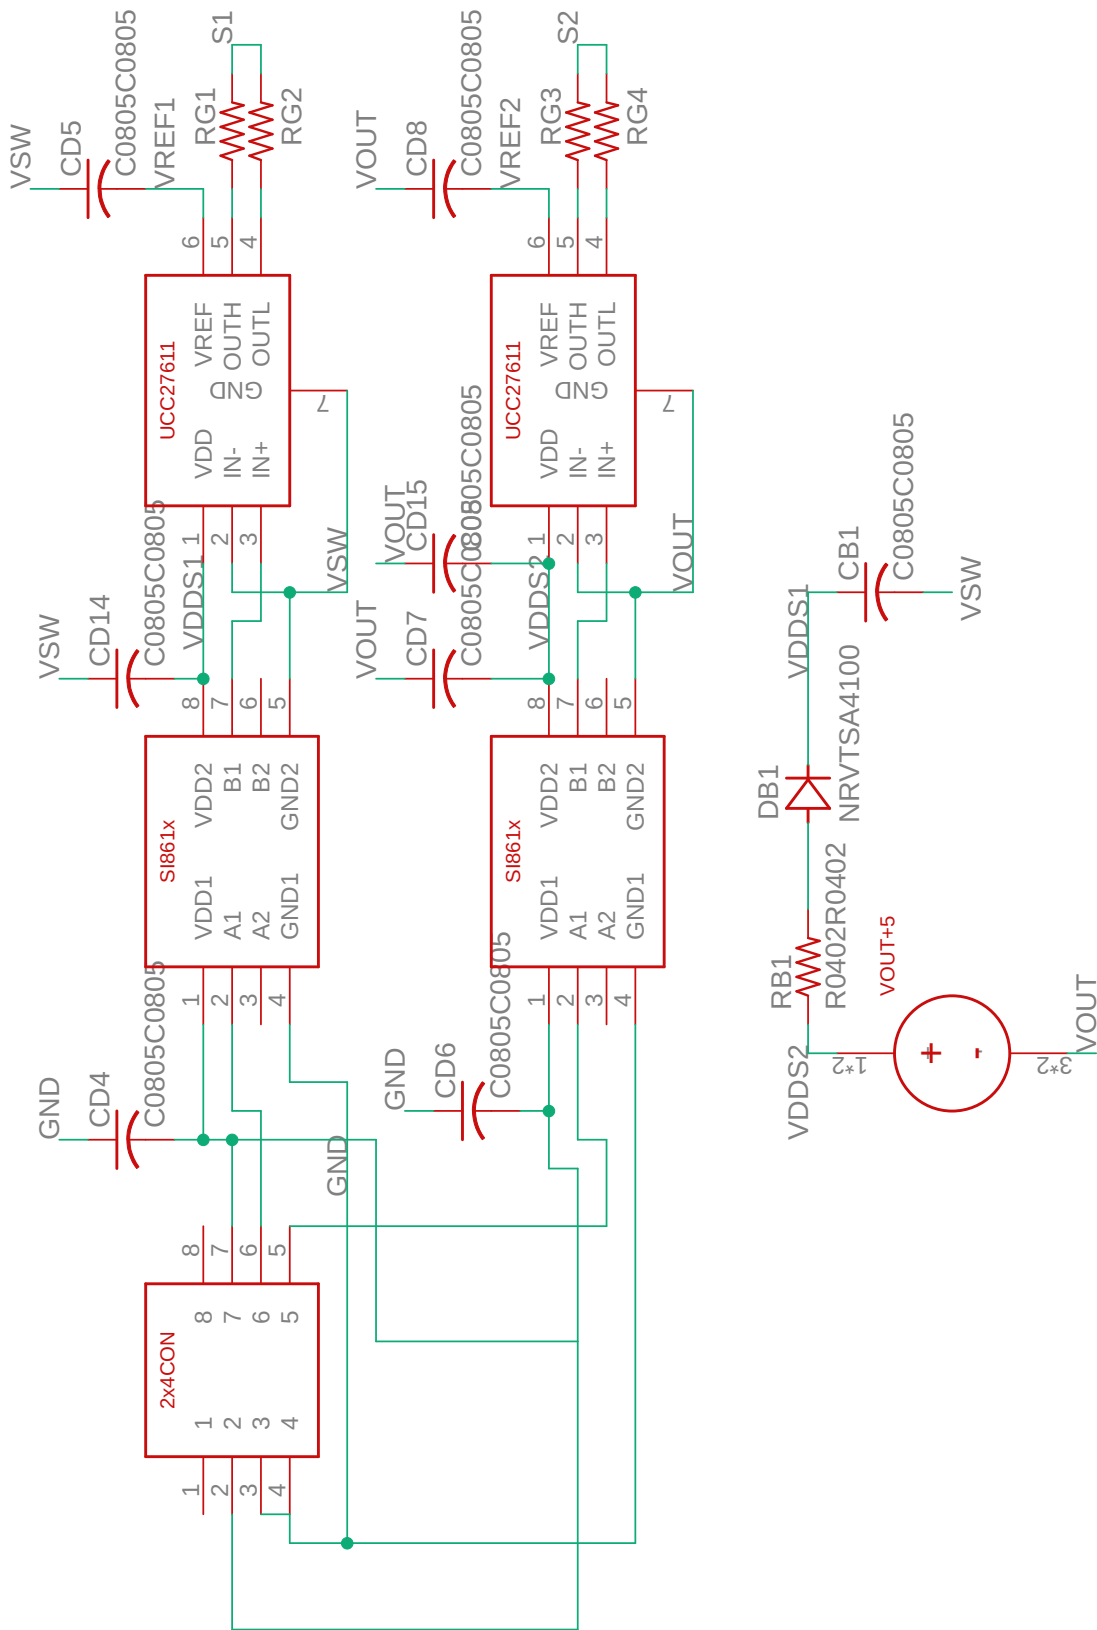 S1
S2
VSW
CD5
C0805C0805
VREF1
RG1
RG2
VOUT
CD8
C0805C0805
VREF2
RG3
RG4
6
5
4
6
5
4
UCC27611
VREF
OUTH
OUTL
GND
7
VDD
IN-
IN+
UCC27611
VREF
OUTH
OUTL
GND
7
VDD
IN-
IN+
1
2
3
1
2
3
VSW
CD14
C0805C0805
VDDS1
VSW
VOUT
CD15
C0805C0805
VOUT
CD7
C0805C0805
VDDS2
VOUT
8
7
6
5
8
7
6
5
SI861x
VDD2
B1
B2
GND2
VDD1
A1
A2
GND1
SI861x
VDD2
B1
B2
GND2
VDD1
A1
A2
GND1
1
2
3
4
1
2
3
4
GND
CD4
C0805C0805
GND
GND
CD6
C0805C0805
8
7
6
5
2x4CON
8
7
6
5
1
2
3
4
1
2
3
4
VDDS1
CB1
C0805C0805
VSW
DB1
NRVTSA4100
RB1
R0402R0402
VDDS2
VOUT+5
1*2
+
-
3*2
VOUT